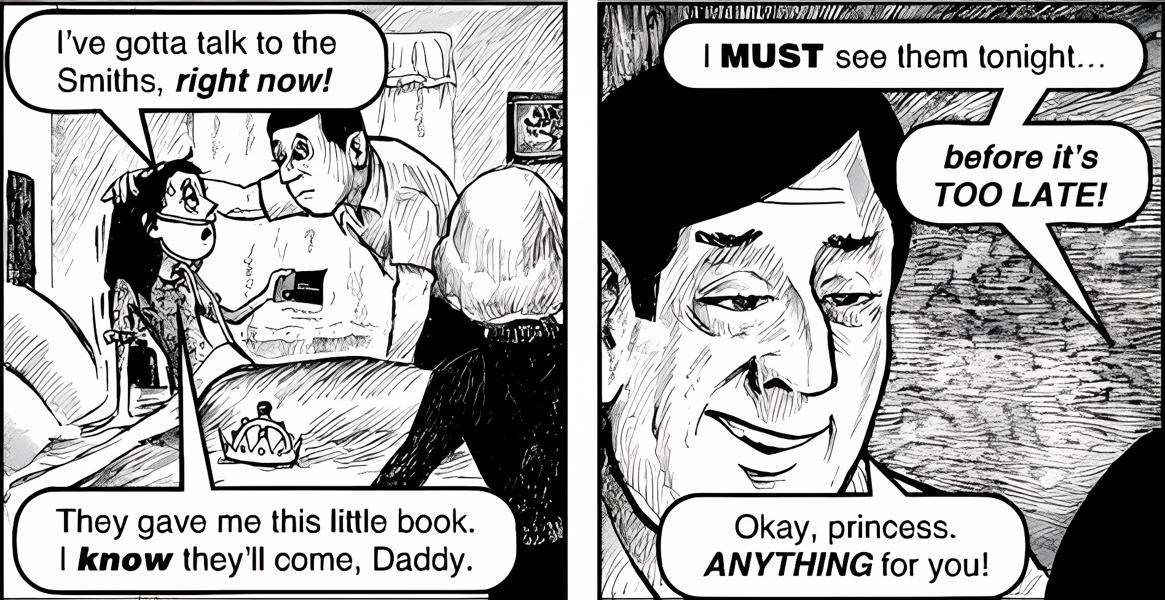 I've gotta talk to the
Smiths, right now!
They gave me this little book.
I know they'll come, Daddy.
I MUST see them tonight...
before it's
TOO LATE!
Okay, princess.
ANYTHING for you!